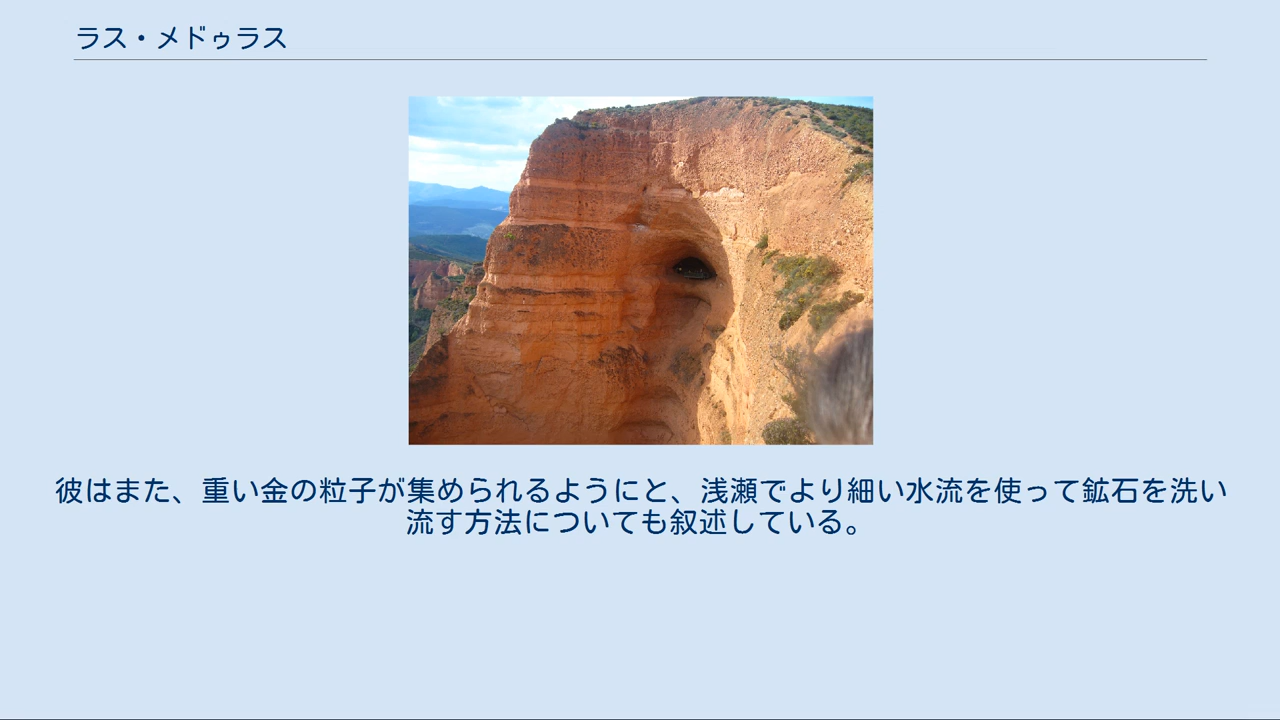 ラス・メドゥラス
彼はまた、重い金の粒子が集められるようにと、浅瀬でより細い水流を使って鉱石を洗い
流す方法についても叙述している。